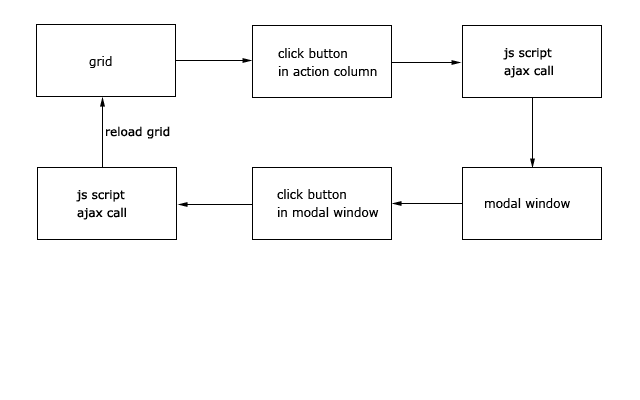 grid
click button
in action column
js script
ajax call
reload grid
js script
ajax call
click button
in modal window
modal window